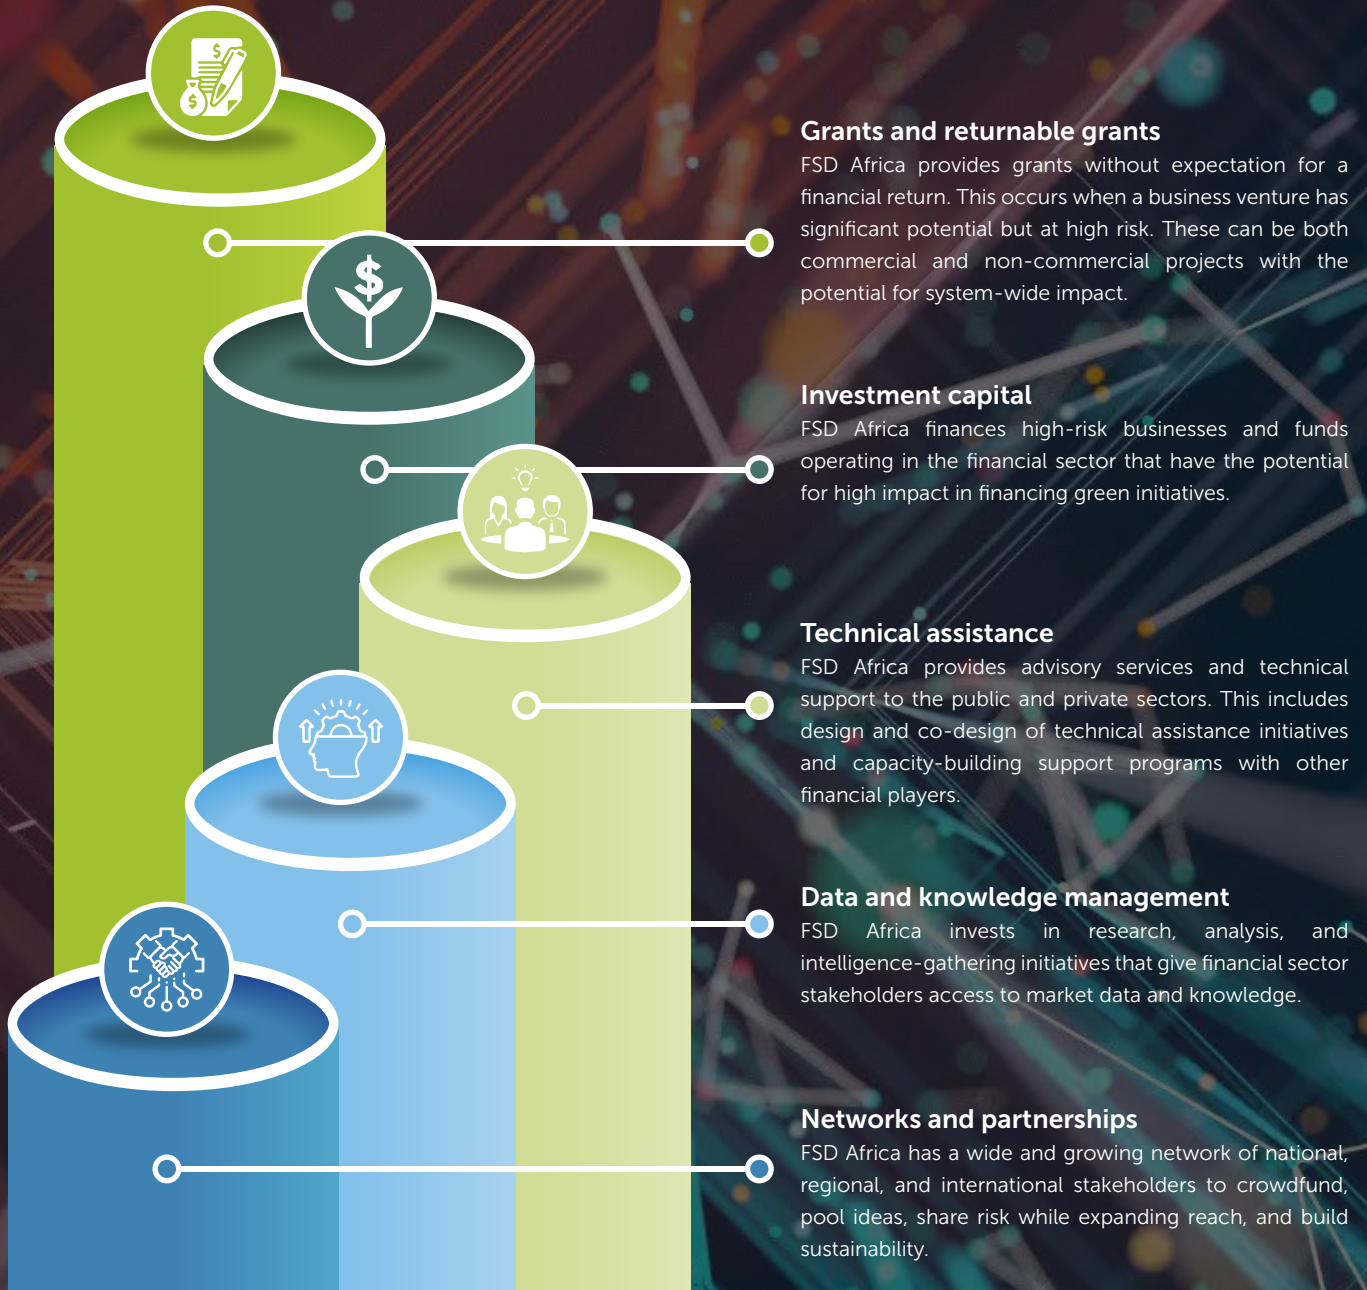 Grants and returnable grants
FSD Africa provides grants without expectation for a
financial return. This occurs when a business venture has
significant potential but at high risk. These can be both
commercial and non-commercial projects with the
potential for system-wide impact.
Investment capital
FSD Africa finances high-risk businesses and funds
operating in the financial sector that have the potential
for high impact in financing green initiatives.
Technical assistance
FSD Africa provides advisory services and technical
support to the public and private sectors. This includes
design and co-design of technical assistance initiatives
and capacity-building support programs with other
financial players.
Data and knowledge management
FSD Africa invests in research, analysis, and
intelligence-gathering initiatives that give financial sector
stakeholders access to market data and knowledge.
Networks and partnerships
FSD Africa has a wide and growing network of national,
regional, and international stakeholders to crowdfund,
pool ideas, share risk while expanding reach, and build
sustainability.